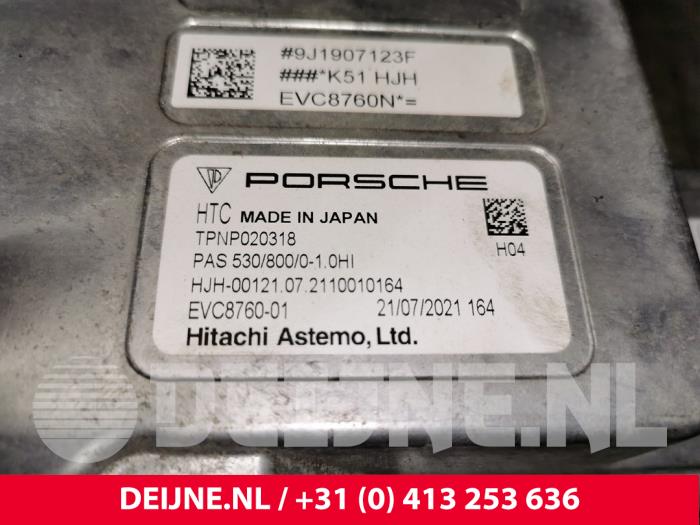 #9J1907123F
###*K51 HJH
EVC8760N*=
PORSCHE
HTC MADE IN JAPAN
TPNP020318
H04
PAS 530/800/0-1.0HI
HJH-00121.07.2110010164
EVC8760-01 21/07/2021 164
Hitachi Astemo, Ltd.
DEIJNE.NL
DEIJNE.NL / +31 (0) 413 253 636